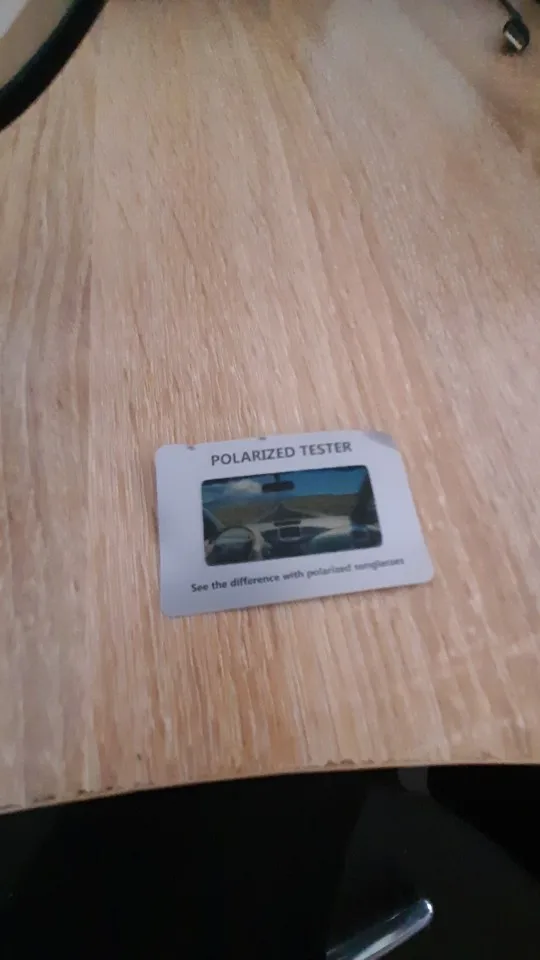 POLARIZED TESTER
See the difference with polarized sunglasses